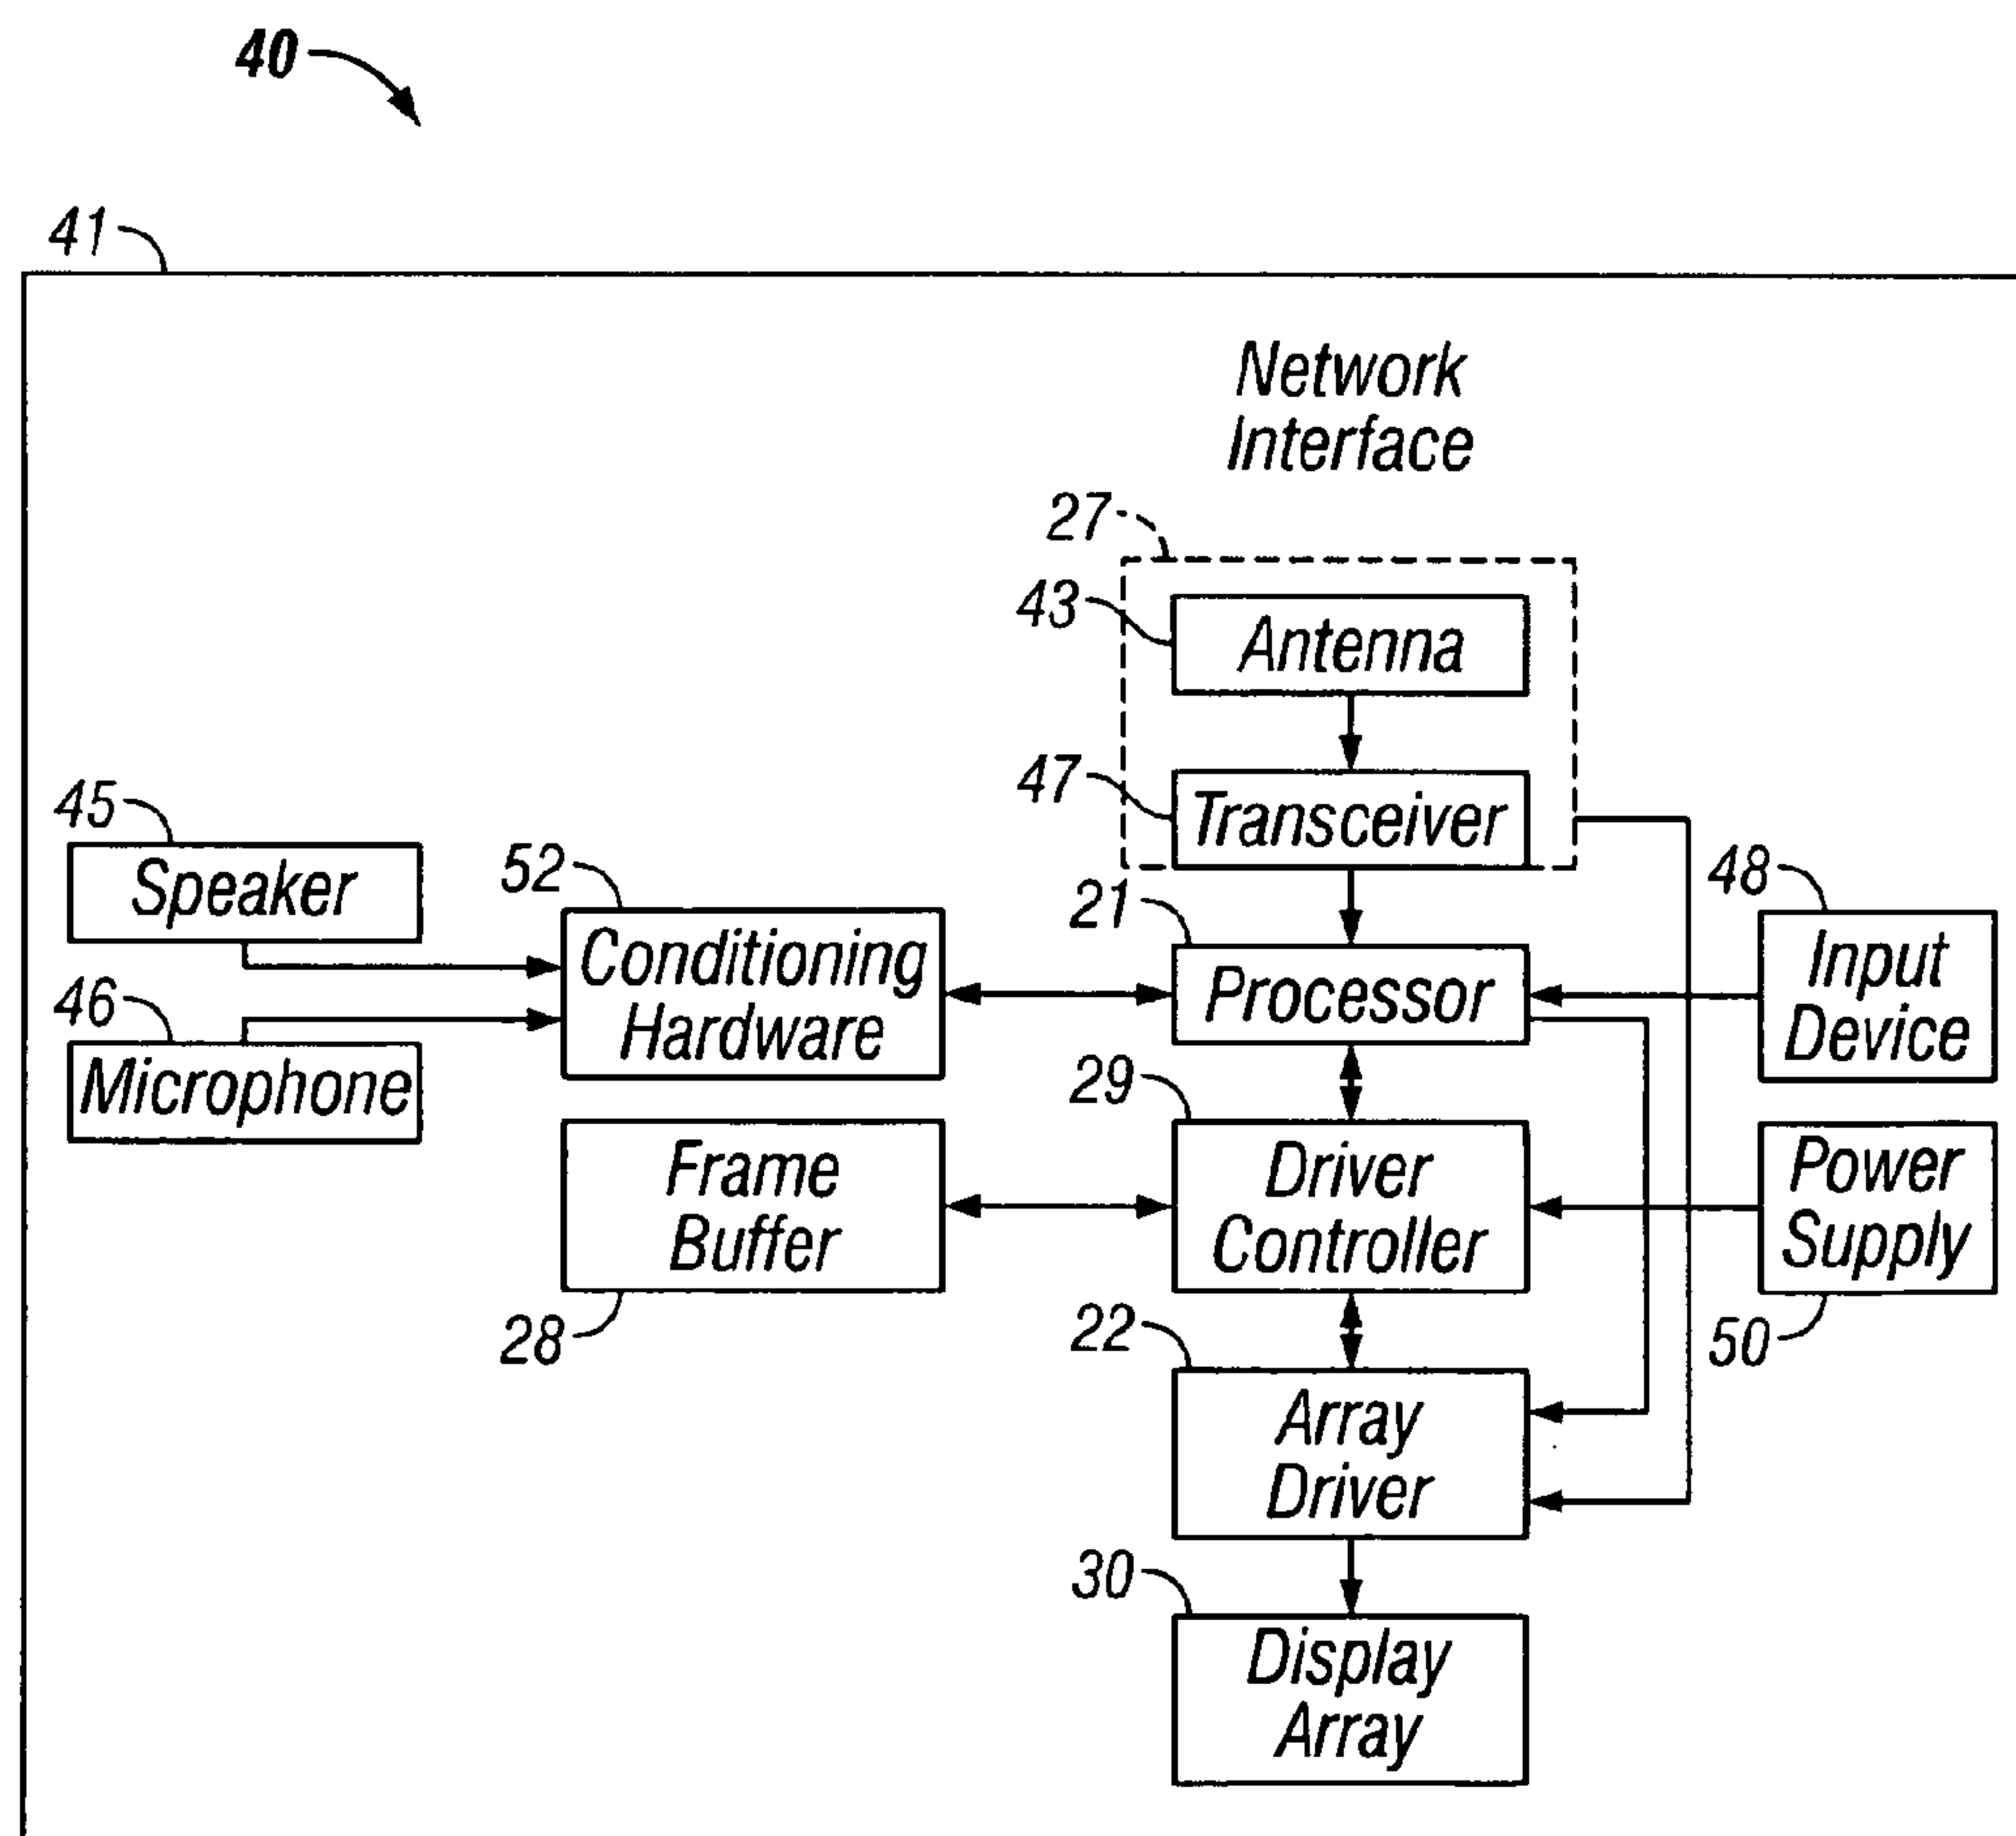 40
41
Network
Interface
27
43
Antenna
47
Transceiver
45
Speaker
52
Conditioning
Hardware
21
Processor
48
Input
Device
46
Microphone
29
Driver
Controller
Frame
Buffer
28
Power
Supply
50
22
Array
Driver
30
Display
Array